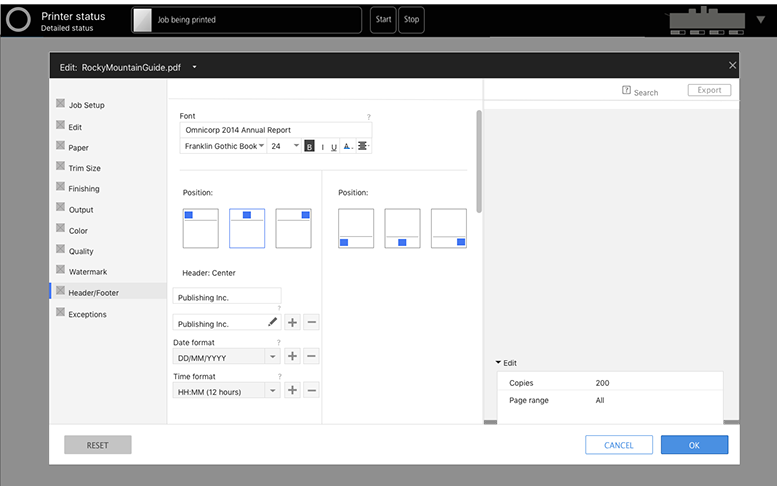 Printer status
Detailed status
Job being printed
Start
Stop
Edit: RockyMountainGuide.pdf
? Search
Export
Job Setup
Edit
Paper
Trim Size
Finishing
Output
Color
Quality
Watermark
Header/Footer
Exceptions
Font ?
Omnicorp 2014 Annual Report
Franklin Gothic Book 24 B I U A
Position:
Position:
Header: Center
Publishing Inc.
?
Publishing Inc.
Date format ?
DD/MM/YYYY
Time format ?
HH:MM (12 hours)
Edit
Copies 200
Page range All
RESET
CANCEL
OK